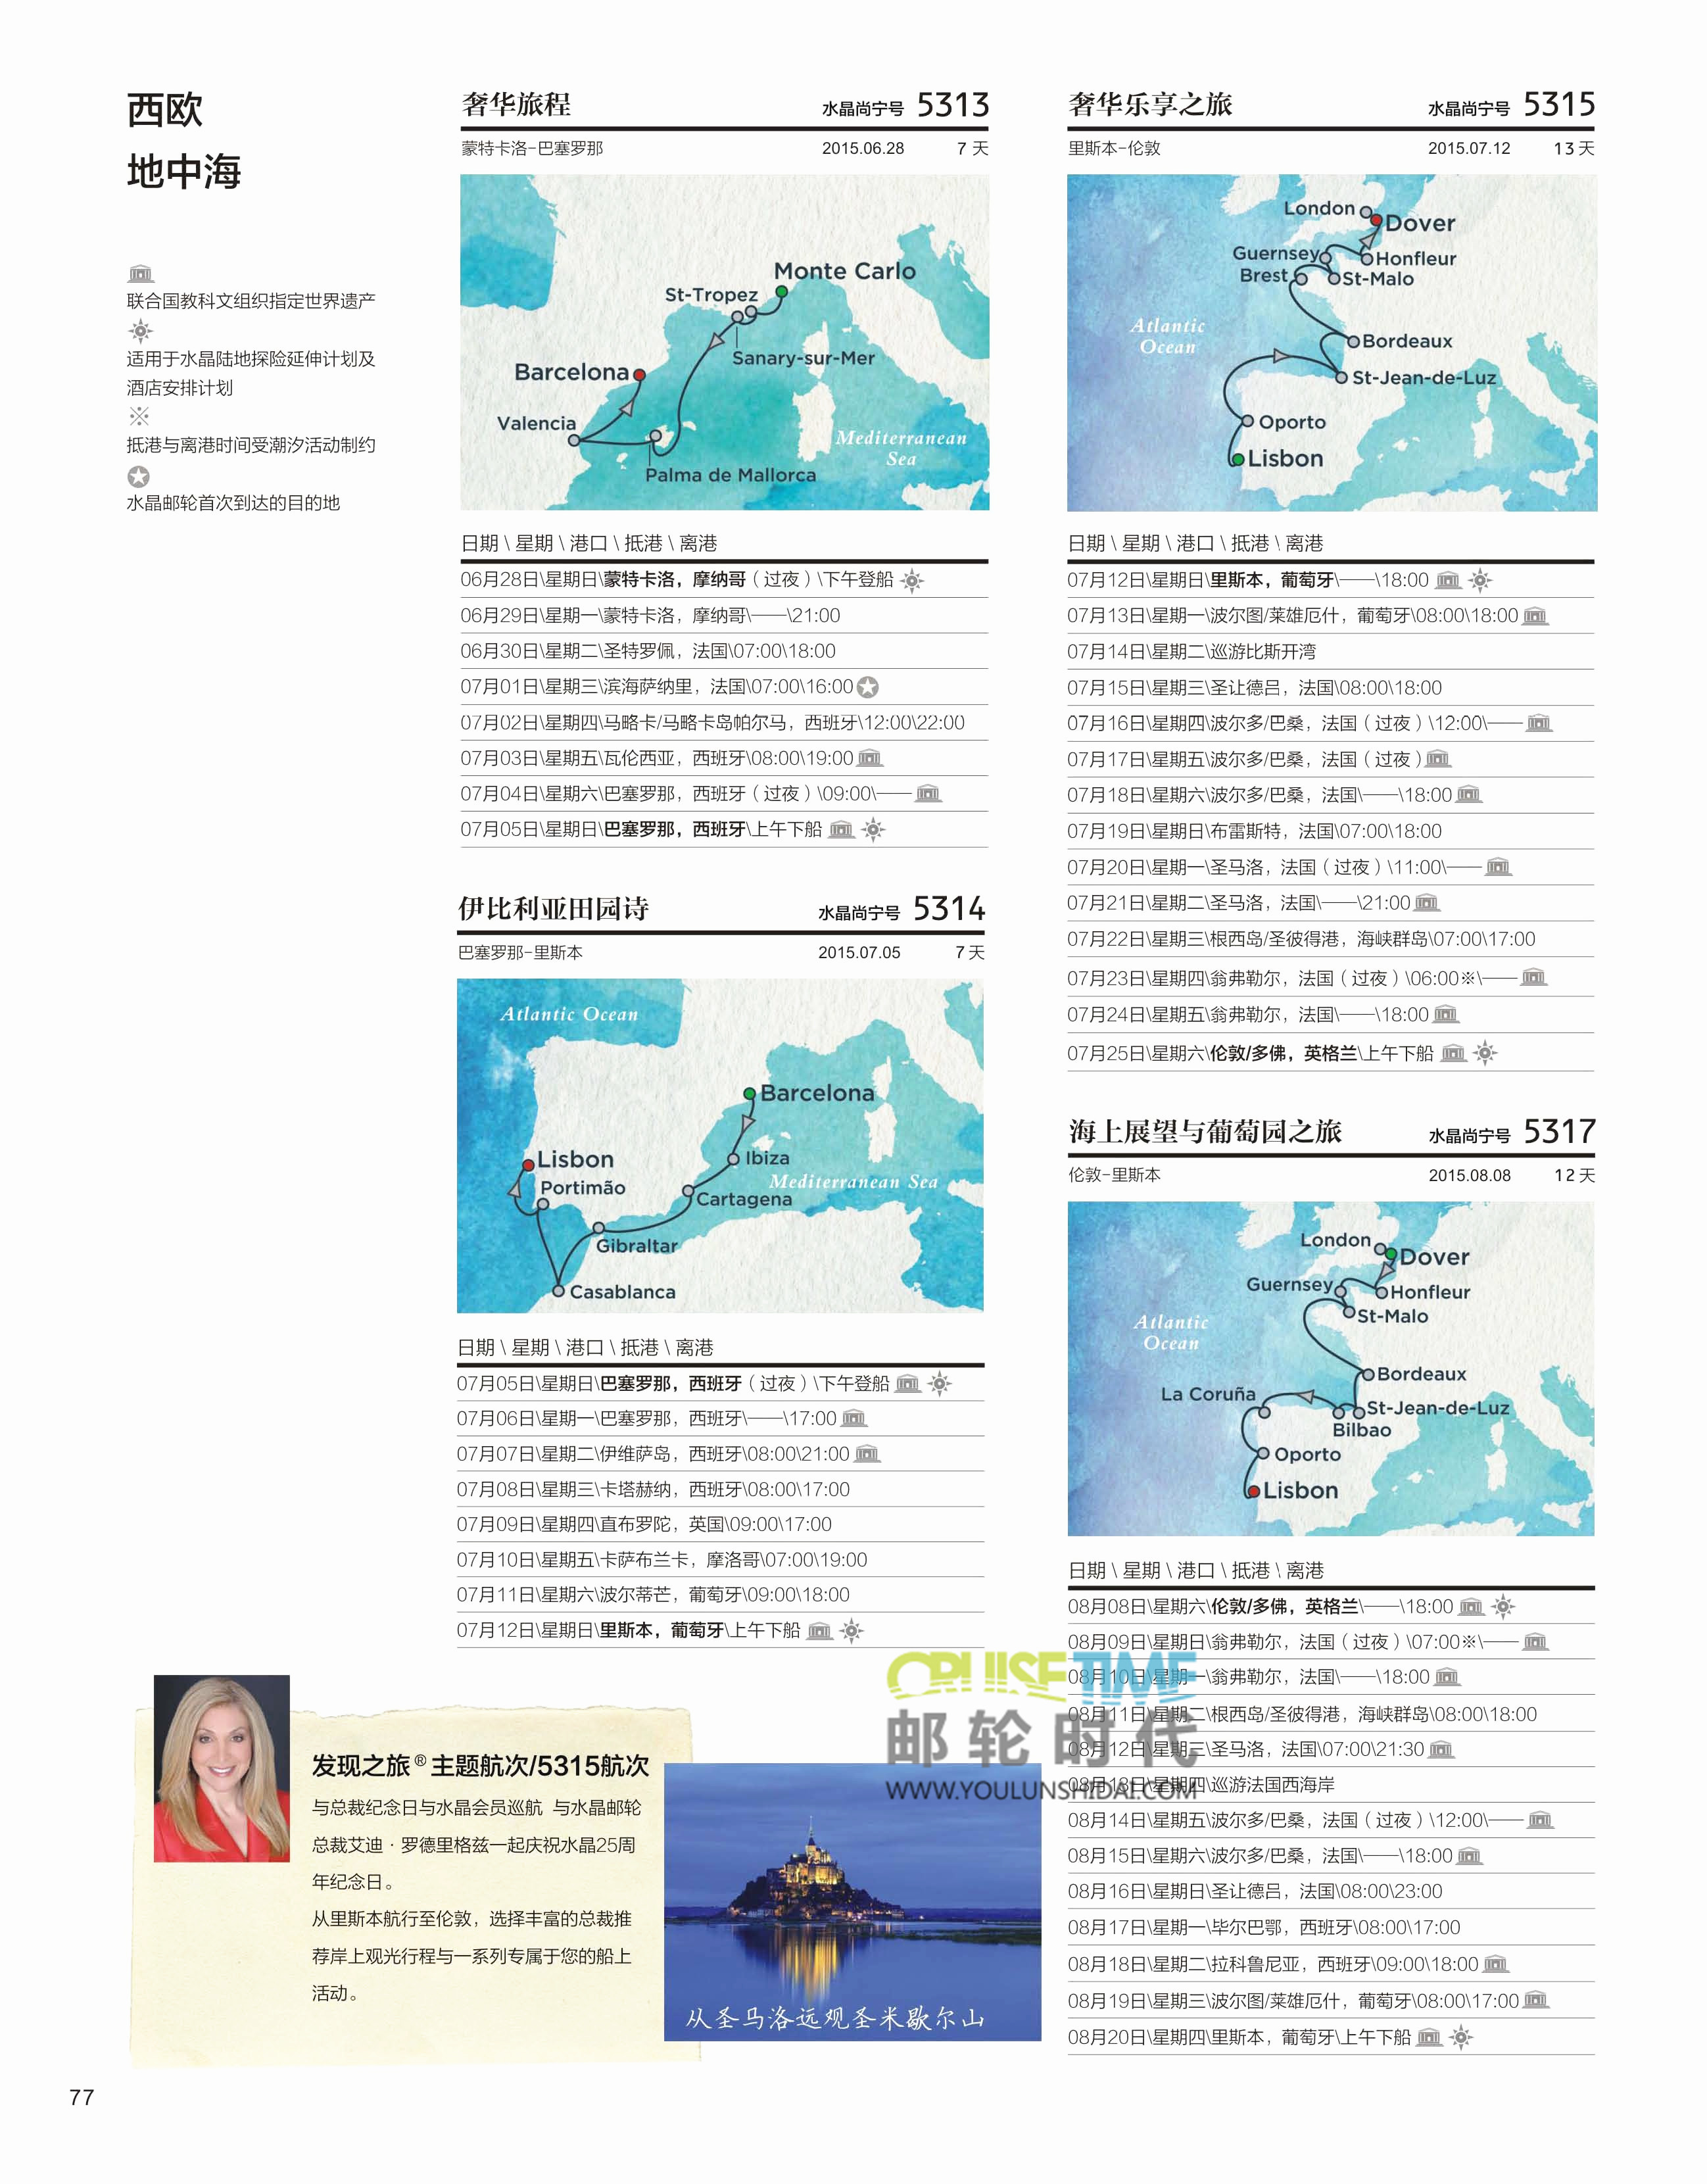 西欧
地中海
联合国教科文组织指定世界遗产
适用于水晶陆地探险延伸计划及
酒店安排计划
※
抵港与离港时间受潮汐活动制约
水晶邮轮首次到达的目的地
奢华旅程 水晶尚宁号 5313
蒙特卡洛-巴塞罗那 2015.06.28 7 天
Monte Carlo
St-Tropez
Sanary-sur-Mer
Barcelona
Valencia
Mediterranean
Sea
Palma de Mallorca
日期 \ 星期 \ 港口 \ 抵港 \ 离港
06月28日\星期日\蒙特卡洛，摩纳哥（过夜）\下午登船
06月29日\星期一\蒙特卡洛，摩纳哥\——\21:00
06月30日\星期二\圣特罗佩，法国\07:00\18:00
07月01日\星期三\滨海萨纳里，法国\07:00\16:00
07月02日\星期四\马略卡/马略卡岛帕尔马，西班牙\12:00\22:00
07月03日\星期五\瓦伦西亚，西班牙\08:00\19:00
07月04日\星期六\巴塞罗那，西班牙（过夜）\09:00\——
07月05日\星期日\巴塞罗那，西班牙\上午下船
伊比利亚田园诗 水晶尚宁号 5314
巴塞罗那-里斯本 2015.07.05 7 天
Atlantic Ocean
Barcelona
Lisbon
Ibiza
Portimão
Mediterranean Sea
Cartagena
Gibraltar
Casablanca
日期 \ 星期 \ 港口 \ 抵港 \ 离港
07月05日\星期日\巴塞罗那，西班牙（过夜）\下午登船
07月06日\星期一\巴塞罗那，西班牙\——\17:00
07月07日\星期二\伊维萨岛，西班牙\08:00\21:00
07月08日\星期三\卡塔赫纳，西班牙\08:00\17:00
07月09日\星期四\直布罗陀，英国\09:00\17:00
07月10日\星期五\卡萨布兰卡，摩洛哥\07:00\19:00
07月11日\星期六\波尔蒂芒，葡萄牙\09:00\18:00
07月12日\星期日\里斯本，葡萄牙\上午下船
奢华乐享之旅 水晶尚宁号 5315
里斯本-伦敦 2015.07.12 13 天
London
Dover
Guernsey
Honfleur
Brest
St-Malo
Atlantic
Ocean
Bordeaux
St-Jean-de-Luz
Oporto
Lisbon
日期 \ 星期 \ 港口 \ 抵港 \ 离港
07月12日\星期日\里斯本，葡萄牙\——\18:00
07月13日\星期一\波尔图/莱雄厄什，葡萄牙\08:00\18:00
07月14日\星期二\巡游比斯开湾
07月15日\星期三\圣让德吕，法国\08:00\18:00
07月16日\星期四\波尔多/巴桑，法国（过夜）\12:00\——
07月17日\星期五\波尔多/巴桑，法国（过夜）
07月18日\星期六\波尔多/巴桑，法国\——\18:00
07月19日\星期日\布雷斯特，法国\07:00\18:00
07月20日\星期一\圣马洛，法国（过夜）\11:00\——
07月21日\星期二\圣马洛，法国\——\21:00
07月22日\星期三\根西岛/圣彼得港，海峡群岛\07:00\17:00
07月23日\星期四\翁弗勒尔，法国（过夜）\06:00※\——
07月24日\星期五\翁弗勒尔，法国\——\18:00
07月25日\星期六\伦敦/多佛，英格兰\上午下船
海上展望与葡萄园之旅 水晶尚宁号 5317
伦敦-里斯本 2015.08.08 12 天
London
Dover
Guernsey
Honfleur
St-Malo
Atlantic
Ocean
Bordeaux
La Coruña
St-Jean-de-Luz
Bilbao
Oporto
Lisbon
日期 \ 星期 \ 港口 \ 抵港 \ 离港
08月08日\星期六\伦敦/多佛，英格兰\——\18:00
08月09日\星期日\翁弗勒尔，法国（过夜）\07:00※\——
08月10日\星期一\翁弗勒尔，法国\——\18:00
08月11日\星期二\根西岛/圣彼得港，海峡群岛\08:00\18:00
08月12日\星期三\圣马洛，法国\07:00\21:30
08月13日\星期四\巡游法国西海岸
08月14日\星期五\波尔多/巴桑，法国（过夜）\12:00\——
08月15日\星期六\波尔多/巴桑，法国\——\18:00
08月16日\星期日\圣让德吕，法国\08:00\23:00
08月17日\星期一\毕尔巴鄂，西班牙\08:00\17:00
08月18日\星期二\拉科鲁尼亚，西班牙\09:00\18:00
08月19日\星期三\波尔图/莱雄厄什，葡萄牙\08:00\17:00
08月20日\星期四\里斯本，葡萄牙\上午下船
CRUISETIME
邮轮时代
WWW.YOULUNSHIDAI.COM
发现之旅®主题航次/5315航次
与总裁纪念日与水晶会员巡航 与水晶邮轮
总裁艾迪·罗德里格兹一起庆祝水晶25周
年纪念日。
从里斯本航行至伦敦，选择丰富的总裁推
荐岸上观光行程与一系列专属于您的船上
活动。
从圣马洛远观圣米歇尔山
77